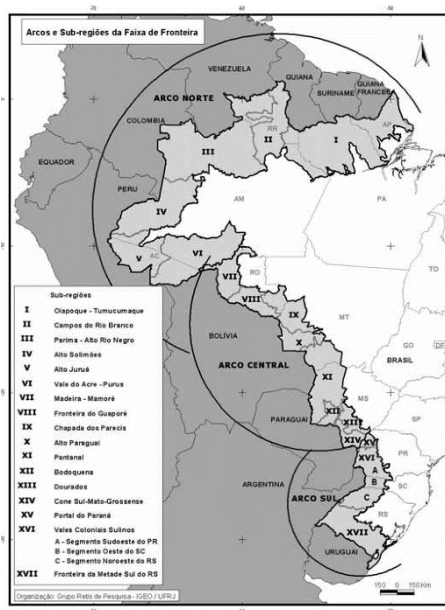 Arcos e Sub-regiões da Faixa de Fronteira
N
VENEZUELA
GUIANA
SURINAME
GUIANA FRANCESA
ARCO NORTE
COLOMBIA
RR
AP
I
II
III
EQUADOR
PERU
IV
AM
PA
V
AC
VI
VII
RO
VIII
IX
MT
TO
X
BOLÍVIA
GO
DF
BRASIL
ARCO CENTRAL
XI
MS
XII
XIII
SP
PARAGUAI
XIV
XV
XVI
PR
A
B
SC
ARGENTINA
C
ARCO SUL
RS
XVII
URUGUAI
150 0 150 Km
Sub-regiões
I Oiapoque - Tumucumaque
II Campos do Rio Branco
III Parima - Alto Rio Negro
IV Alto Solimões
V Alto Juruá
VI Vale do Acre - Purus
VII Madeira - Mamoré
VIII Fronteira do Guaporé
IX Chapada dos Parecis
X Alto Paraguai
XI Pantanal
XII Bodoquena
XIII Dourados
XIV Cone Sul-Mato-Grossense
XV Portal do Paraná
XVI Vales Coloniais Sulinos
A - Segmento Sudoeste do PR
B - Segmento Oeste do SC
C - Segmento Noroeste do RS
XVII Fronteira da Metade Sul do RS
Organização: Grupo Retis de Pesquisa - IGEO / UFRJ